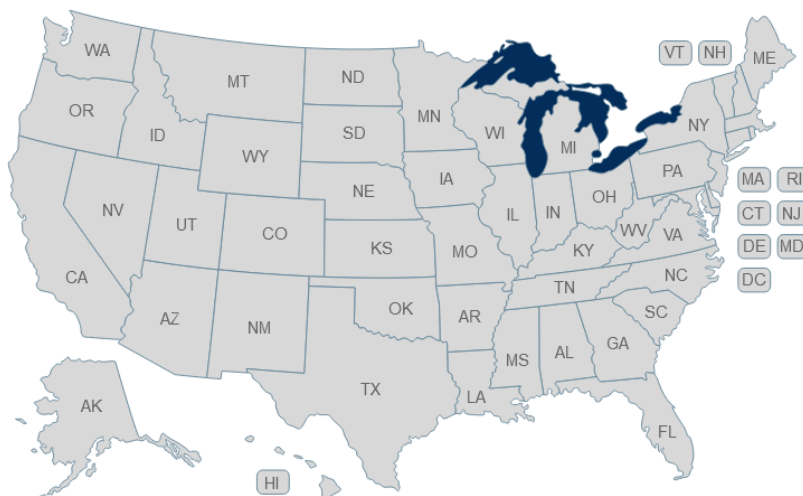 VT NH
WA
ME
MT
ND
OR
MN
NY
ID
SD
WI
MI
WY
PA
MA RI
IA
NE
NV
OH
UT
IL
IN
CT NJ
CO
WV
VA
KS
MO
KY
DE MD
CA
NC
DC
TN
OK
SC
AZ
NM
AR
GA
MS
AL
TX
LA
AK
FL
HI